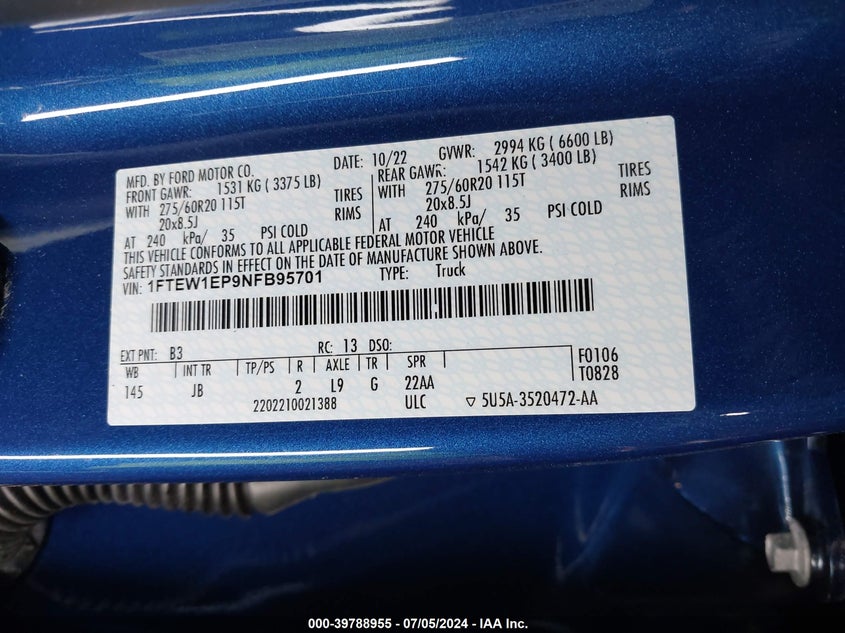 MFD. BY FORD MOTOR CO. DATE: 10/22 GVWR: 2994 KG ( 6600 LB)
FRONT GAWR: 1531 KG ( 3375 LB) REAR GAWR: 1542 KG ( 3400 LB)
WITH 275/60R20 115T TIRES WITH 275/60R20 115T TIRES
20x8.5J RIMS 20x8.5J RIMS
AT 240 kPa/ 35 PSI COLD AT 240 kPa/ 35 PSI COLD
THIS VEHICLE CONFORMS TO ALL APPLICABLE FEDERAL MOTOR VEHICLE
SAFETY STANDARDS IN EFFECT ON THE DATE OF MANUFACTURE SHOWN ABOVE.
VIN: 1FTEW1EP9NFB95701 TYPE: Truck
EXT PNT: B3 RC: 13 DSO:
WB INT TR TP/PS R AXLE TR SPR F0106
145 JB 2 L9 G 22AA T0828
2202210021388 ULC ▽ 5U5A-3520472-AA
000-39788955 - 07/05/2024 - IAA Inc.